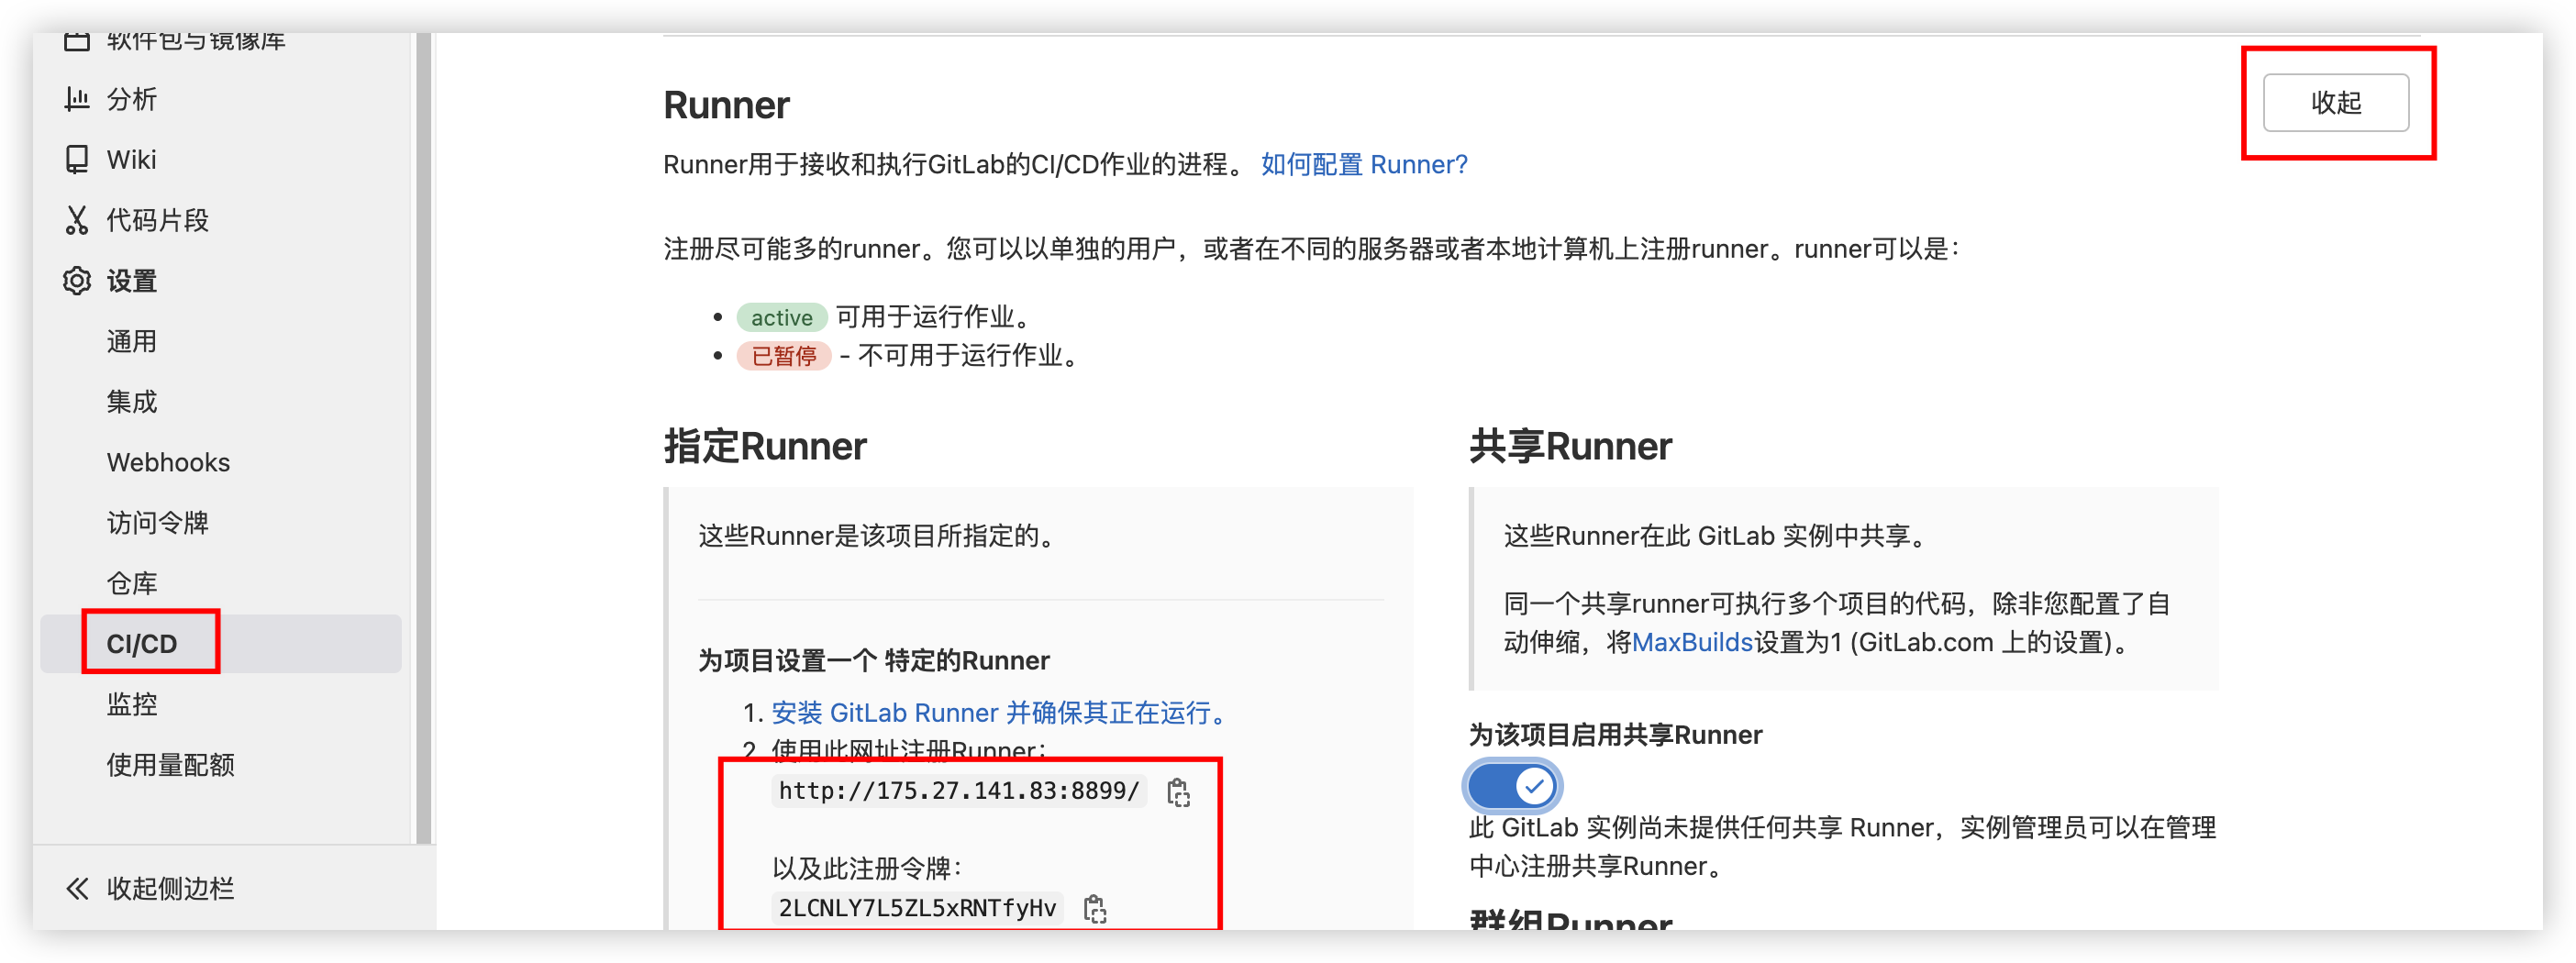 软件包与镜像库
分析
Wiki
代码片段
设置
通用
集成
Webhooks
访问令牌
仓库
CI/CD
监控
使用量配额
收起侧边栏
Runner
收起
Runner用于接收和执行GitLab的CI/CD作业的进程。 如何配置 Runner?
注册尽可能多的runner。您可以以单独的用户，或者在不同的服务器或者本地计算机上注册runner。runner可以是：
• active 可用于运行作业。
• 已暂停 - 不可用于运行作业。
指定Runner
这些Runner是该项目所指定的。
为项目设置一个 特定的Runner
1. 安装 GitLab Runner 并确保其正在运行。
2. 使用此网址注册Runner：
http://175.27.141.83:8899/
以及此注册令牌：
2LCNLY7L5ZL5xRNTfyHv
共享Runner
这些Runner在此 GitLab 实例中共享。
同一个共享runner可执行多个项目的代码，除非您配置了自
动伸缩，将MaxBuilds设置为1 (GitLab.com 上的设置)。
为该项目启用共享Runner
此 GitLab 实例尚未提供任何共享 Runner，实例管理员可以在管理
中心注册共享Runner。
群组Runner